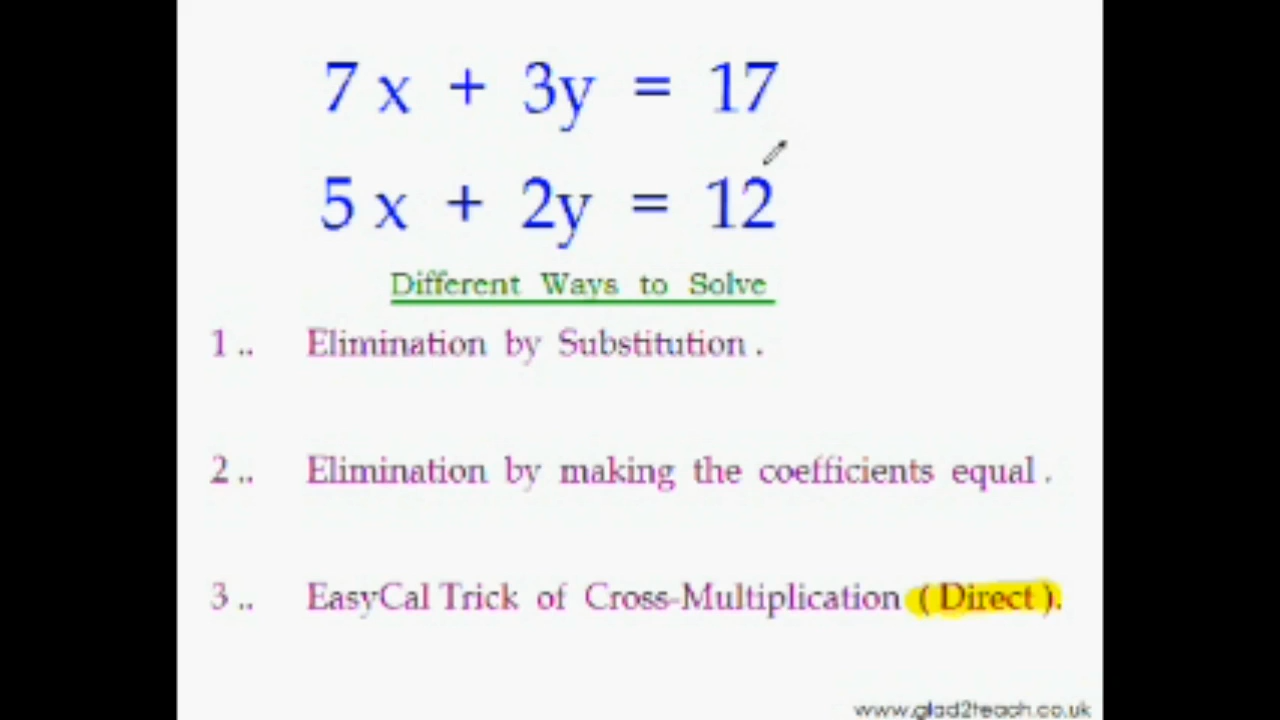 7 x + 3y = 17
5 x + 2y = 12
Different Ways to Solve
1 .. Elimination by Substitution .
2 .. Elimination by making the coefficients equal .
3 .. EasyCal Trick of Cross-Multiplication ( Direct ).
www.glad2teach.co.uk